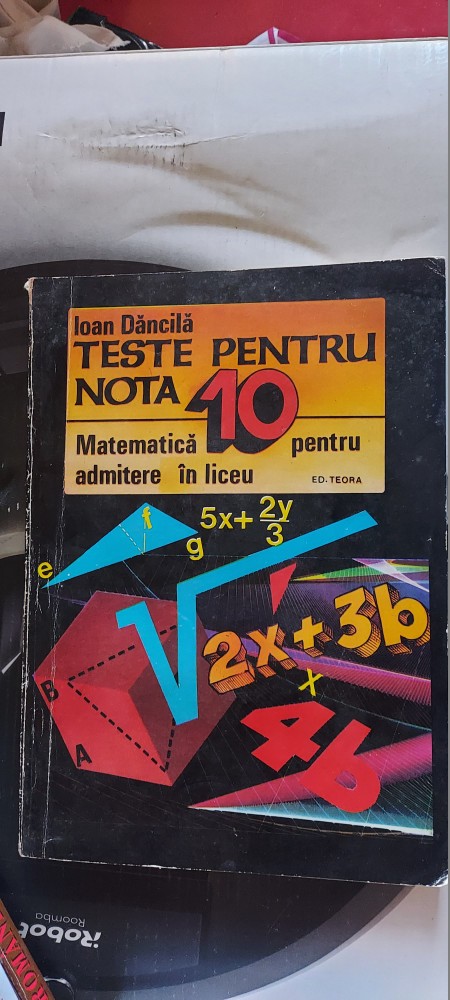 Ioan Dăncilă
TESTE PENTRU
NOTA 10
Matematică pentru
admitere în liceu
ED. TEORA
f
5x+ 2y/3
g
e
√2x+3b
x
B
4b
A
iRobot
Roomba
ROMAN